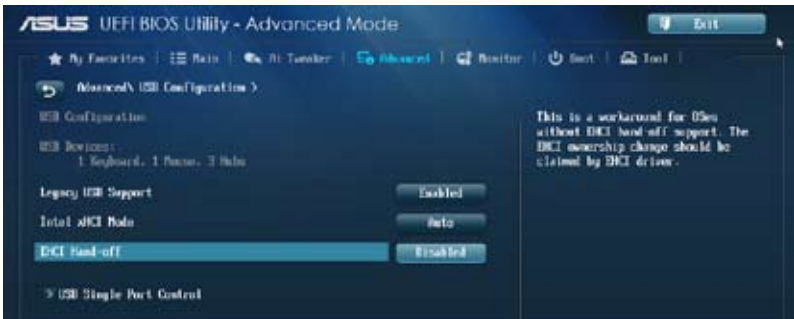 ASUS UEFI BIOS Utility - Advanced Mode
Exit
My Favorites
Main
Ai Tweaker
Advanced
Monitor
Boot
Tool
Advanced\ USB Configuration >
USB Configuration
USB Devices:
1 Keyboard, 1 Mouse, 3 Hubs
Legacy USB Support
Enabled
Intel xHCI Mode
Auto
EHCI Hand-off
Disabled
> USB Single Port Control
This is a workaround for OSes
without EHCI hand-off support. The
EHCI ownership change should be
claimed by EHCI driver.